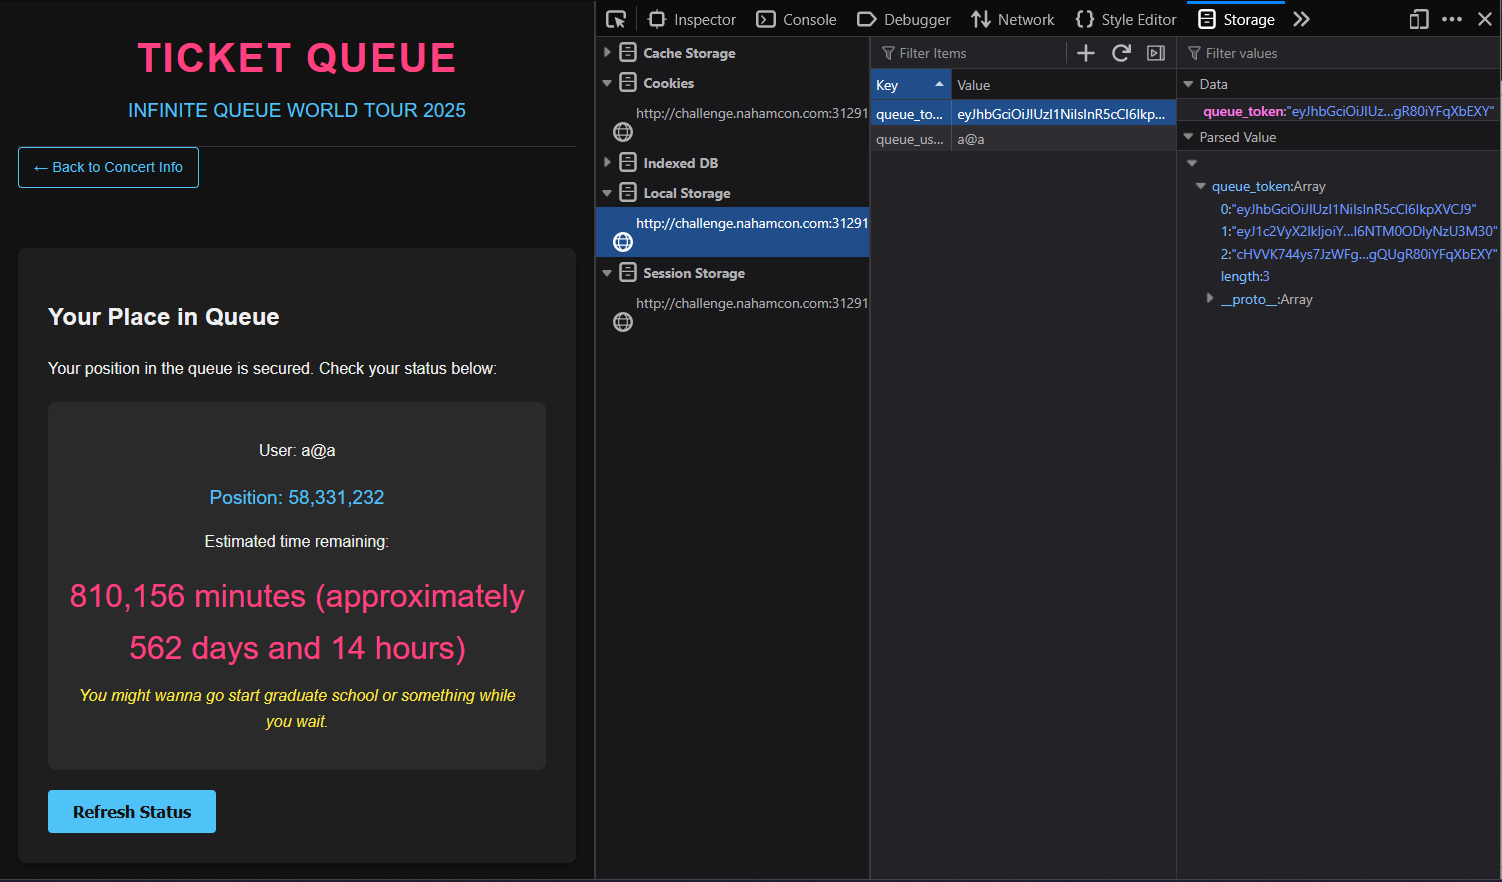 TICKET QUEUE
INFINITE QUEUE WORLD TOUR 2025
← Back to Concert Info
Your Place in Queue
Your position in the queue is secured. Check your status below:
User: a@a
Position: 58,331,232
Estimated time remaining:
810,156 minutes (approximately
562 days and 14 hours)
You might wanna go start graduate school or something while
you wait.
Refresh Status
Inspector
Console
Debugger
Network
Style Editor
Storage
Cache Storage
Cookies
http://challenge.nahamcon.com:31291
Indexed DB
Local Storage
http://challenge.nahamcon.com:31291
Session Storage
http://challenge.nahamcon.com:31291
Filter Items
Key Value
queue_to... eyJhbGciOiJIUzI1NiIsInR5cCI6Ikp...
queue_us... a@a
Filter values
Data
queue_token:"eyJhbGciOiJIUz...gR80iYFqXbEXY"
Parsed Value
queue_token:Array
0:"eyJhbGciOiJIUzI1NiIsInR5cCI6IkpXVCJ9"
1:"eyJ1c2VyX2lkIjoiY...I6NTM0ODIyNzU3M30"
2:"cHVVK744ys7JzWFg...gQUgR80iYFqXbEXY"
length:3
__proto__:Array